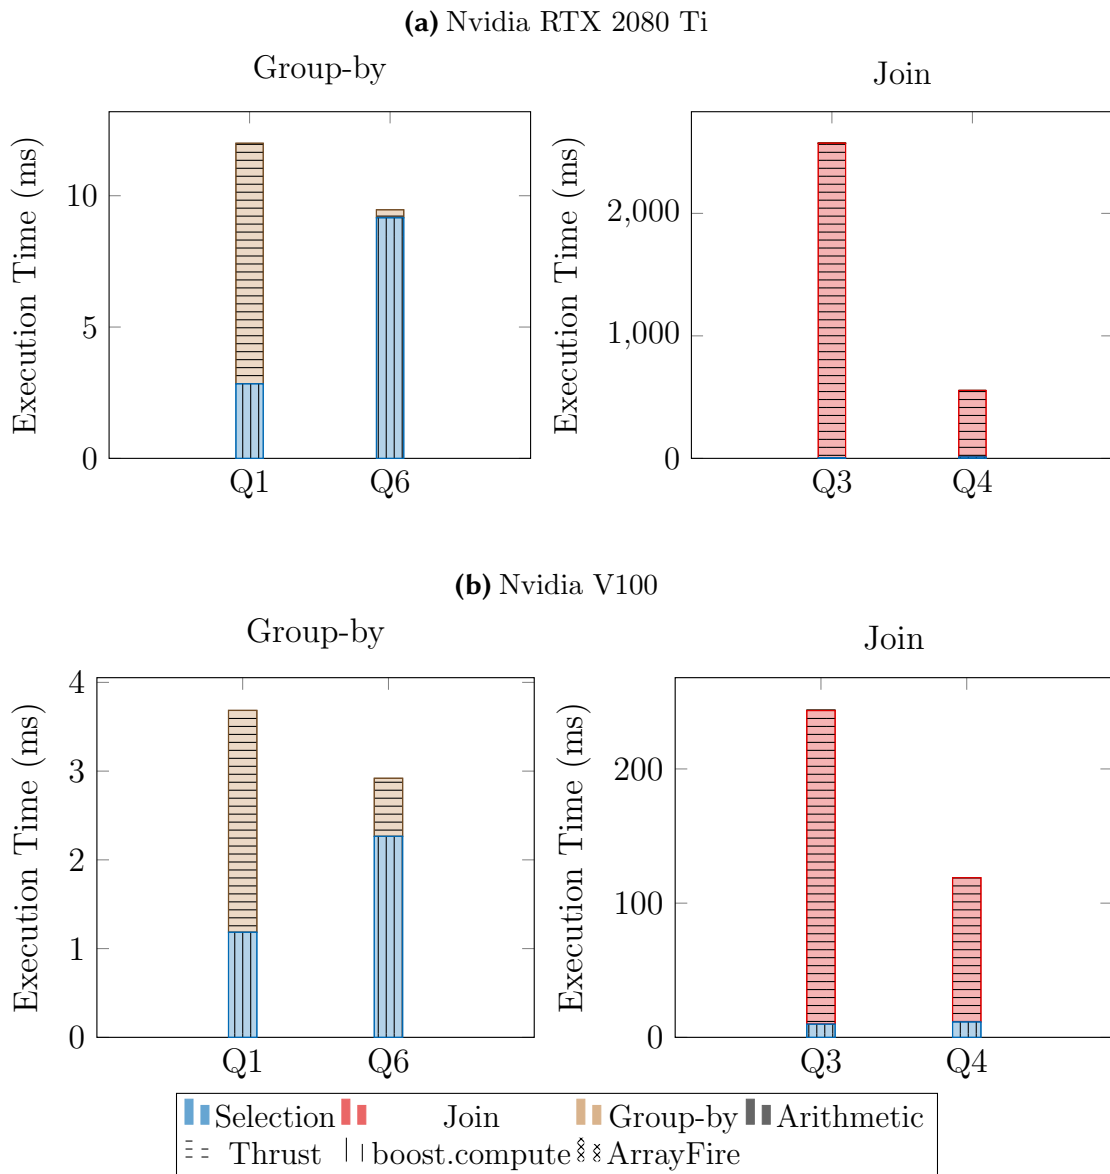 (a) Nvidia RTX 2080 Ti
Group-by
Join
Execution Time (ms)
10
5
0
Q1 Q6
Execution Time (ms)
2,000
1,000
0
Q3 Q4
(b) Nvidia V100
Group-by
Join
Execution Time (ms)
4
3
2
1
0
Q1 Q6
Execution Time (ms)
200
100
0
Q3 Q4
Selection Join Group-by Arithmetic
Thrust boost.compute ArrayFire